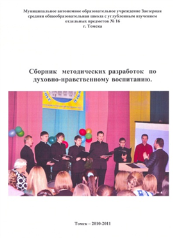 Муниципальное автономное образовательное учреждение Заозерная
средняя общеобразовательная школа с углубленным изучением
отдельных предметов № 16
г. Томска
Сборник методических разработок по
духовно-нравственному воспитанию.
Томск – 2010-2011